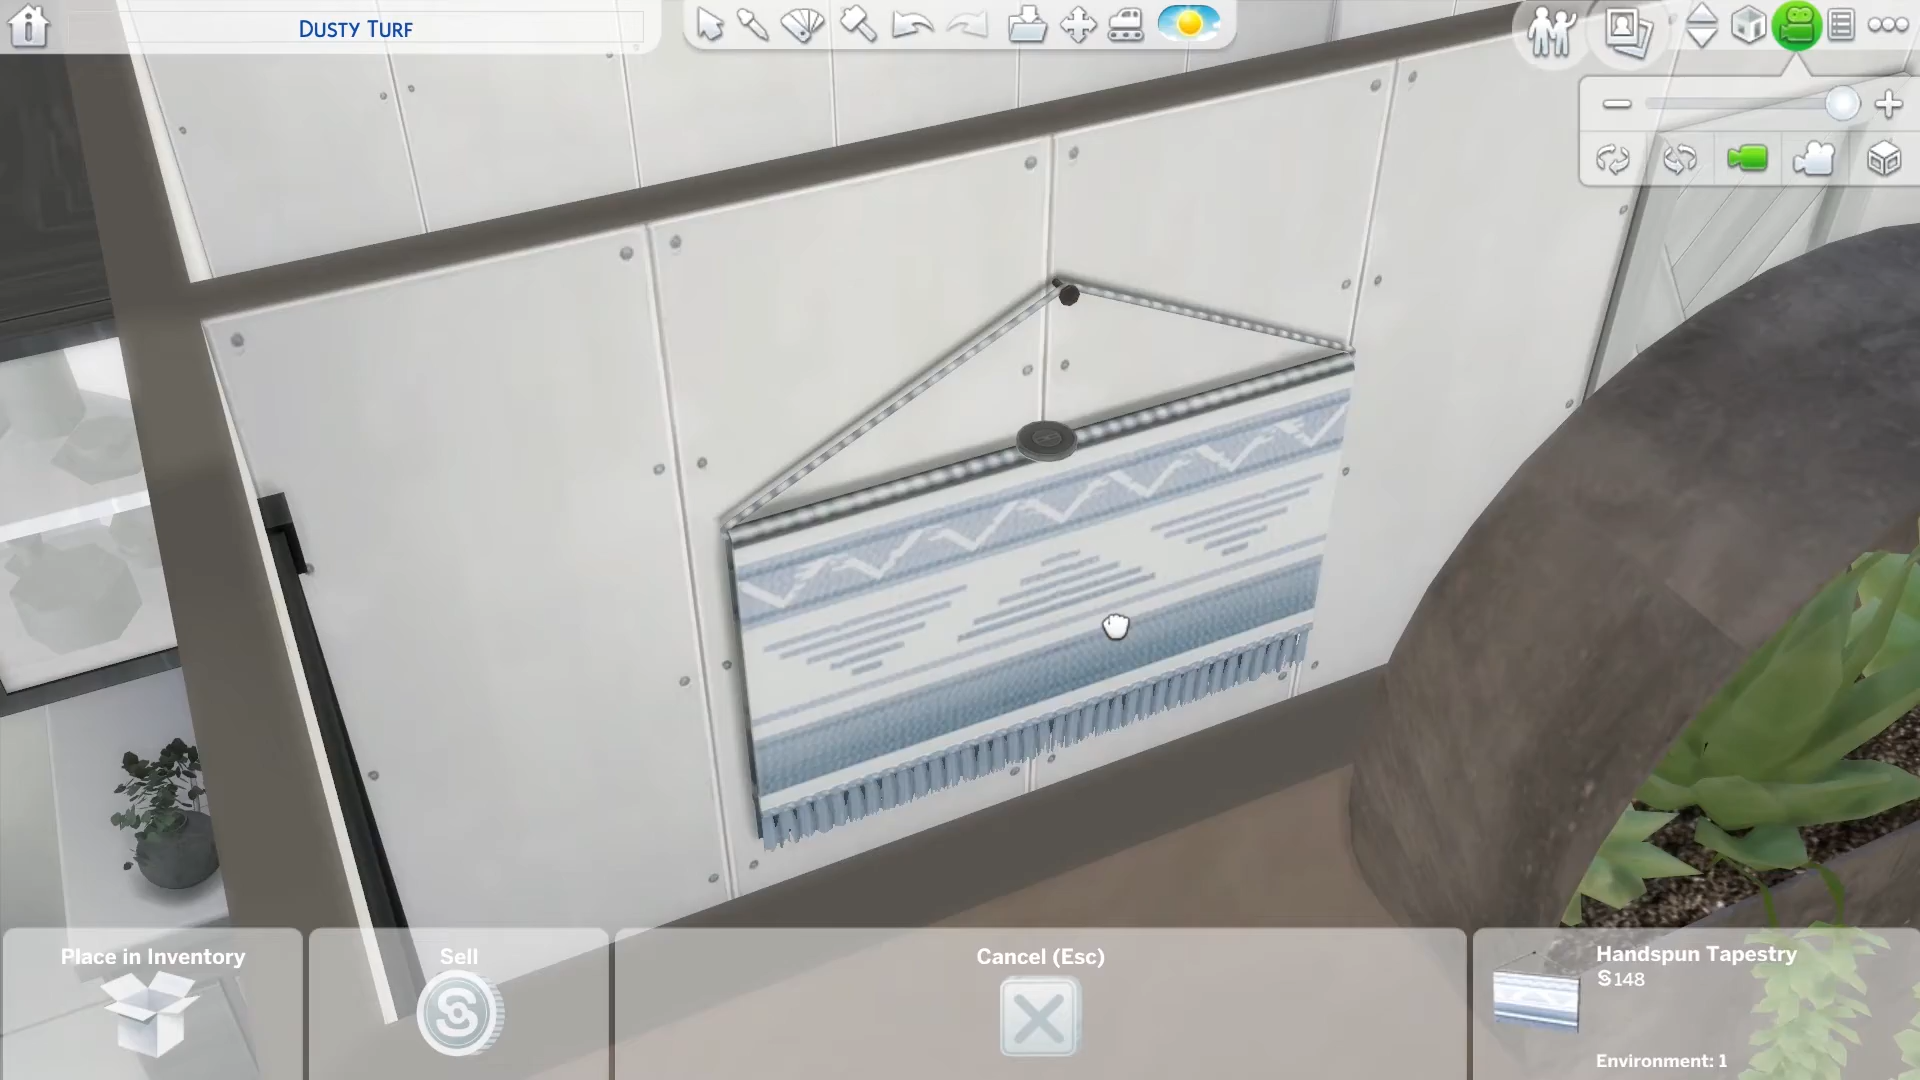 Dusty Turf
Place in Inventory
Sell
Cancel (Esc)
Handspun Tapestry
§148
Environment: 1